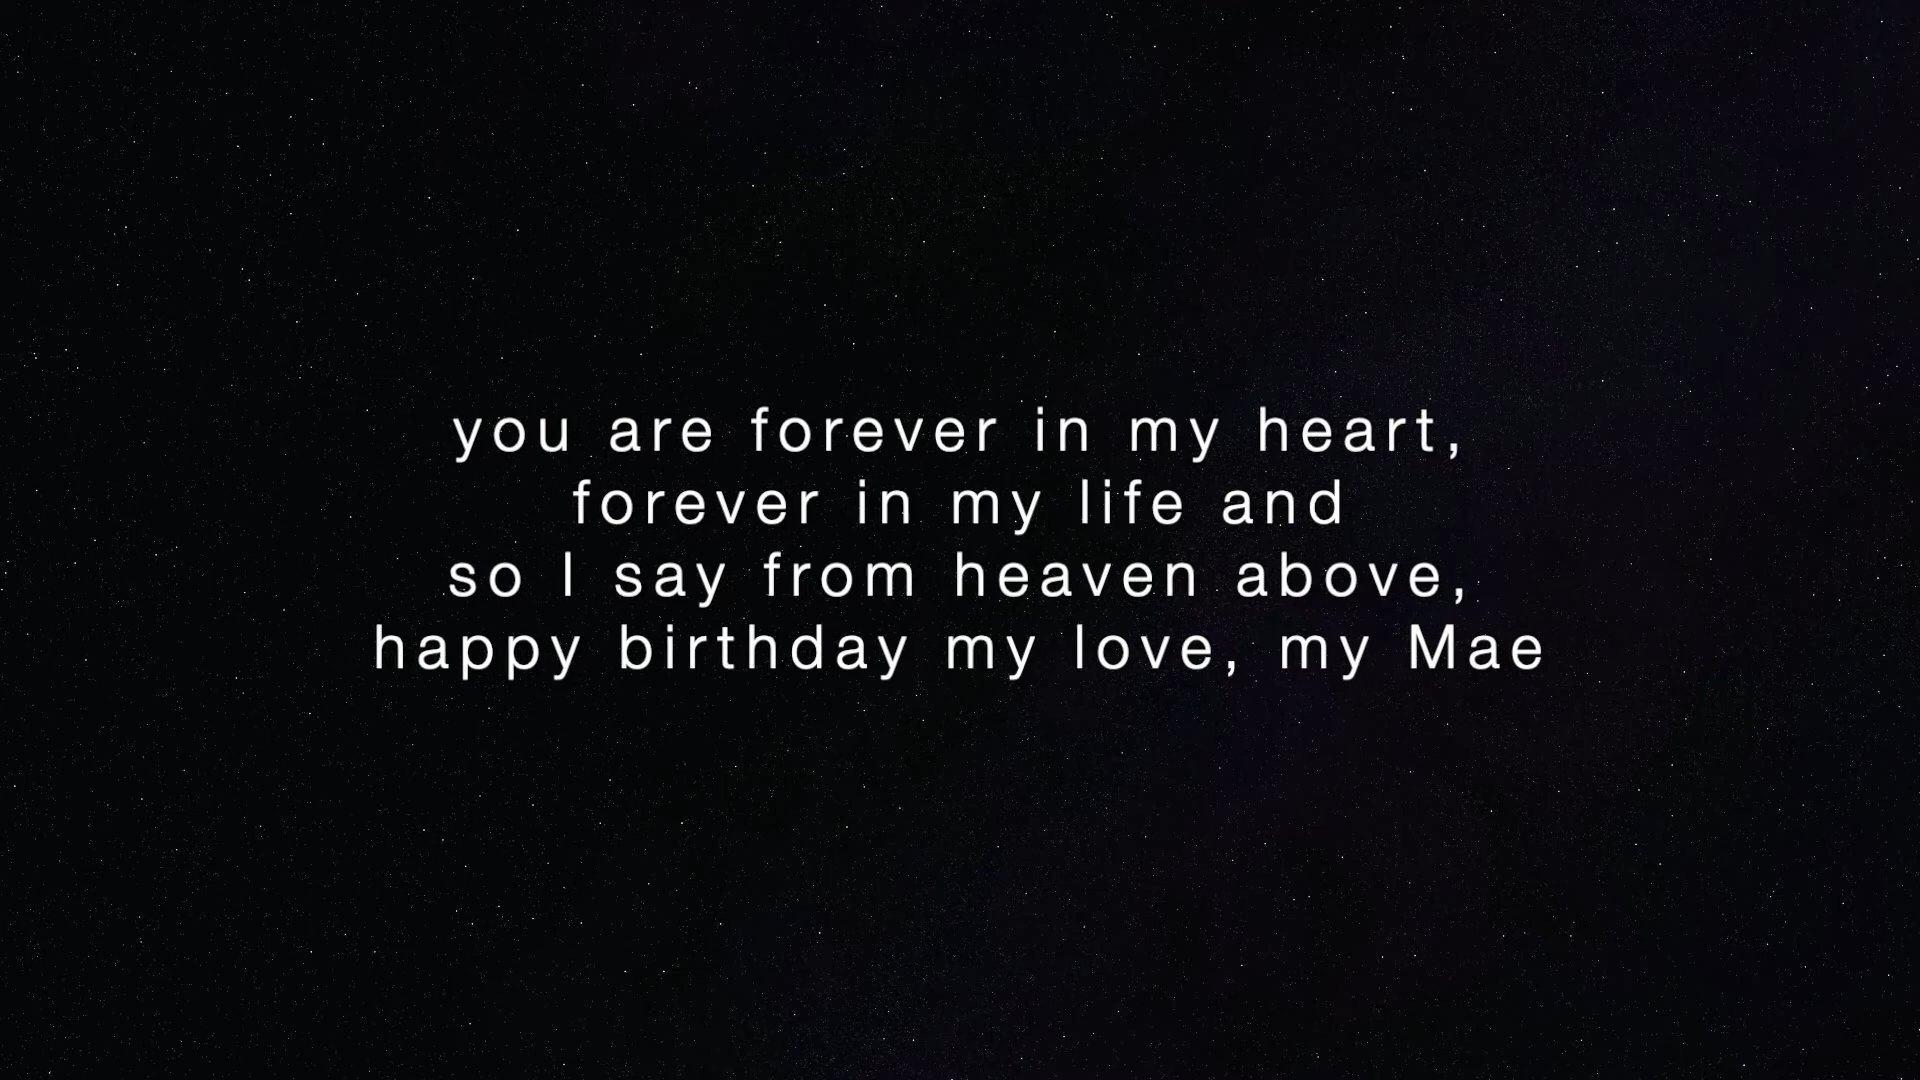 you are forever in my heart,
forever in my life and
so I say from heaven above,
happy birthday my love, my Mae